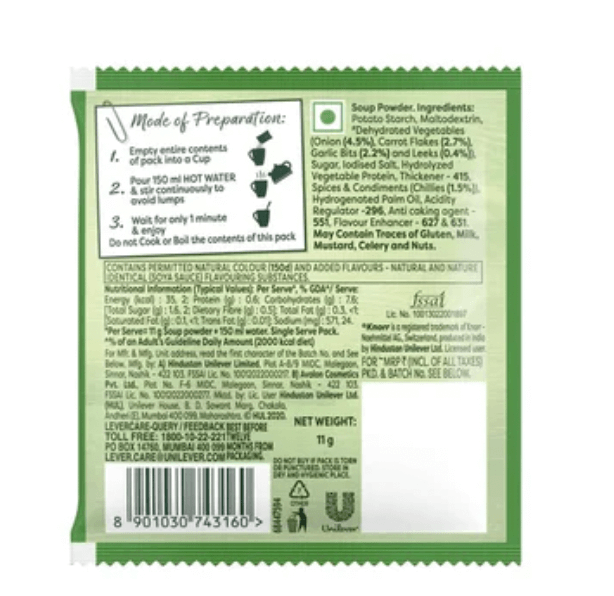 Mode of Preparation:
1. Empty entire contents
of pack into a Cup
2. Pour 150 ml HOT WATER
& stir continuously to
avoid lumps
3. Wait for only 1 minute
& enjoy
Do not Cook or Boil the contents of this pack
Soup Powder. Ingredients:
Potato Starch, Maltodextrin,
*Dehydrated Vegetables
(Onion (4.5%), Carrot Flakes (2.7%),
Garlic Bits (2.2%) and Leeks (0.4%)),
Sugar, Iodised Salt, Hydrolyzed
Vegetable Protein, Thickener - 415,
Spices & Condiments (Chillies (1.5%)),
Hydrogenated Palm Oil, Acidity
Regulator -296, Anti caking agent -
551, Flavour Enhancer - 627 & 631.
May Contain Traces of Gluten, Milk,
Mustard, Celery and Nuts.
CONTAINS PERMITTED NATURAL COLOUR (150d) AND ADDED FLAVOURS - NATURAL AND NATURE
IDENTICAL (SOYA SAUCE) FLAVOURING SUBSTANCES.
Nutritional Information (Typical Values): Per Serve*, % GDA^/ Serve:
Energy (kcal) : 35, 2; Protein (g) : 0.6; Carbohydrates (g) : 7.6;
[Total Sugar (g) : 1.6, 2; Dietary Fibre (g) : 0.5]; Total Fat (g) : 0.3, <1;
[Saturated Fat (g) : 0.1, <1; Trans Fat (g) : 0.01]; Sodium (mg) : 571, 24.
*Per Serve= 11 g Soup powder + 150 ml water. Single Serve Pack.
^% of an Adult's Guideline Daily Amount (2000 kcal diet)
For Mfr. & Mfg. Unit address, read the first character of the Batch No. and See
Below, Mfg. by: A) Hindustan Unilever Limited, Plot A-8/9 MIDC, Malegaon,
Sinnar, Nashik - 422 103. FSSAI Lic. No. 10012022000217. B) Avalon Cosmetics
Pvt. Ltd., Plot No. F-6 MIDC, Malegaon, Sinnar, Nashik - 422 103.
FSSAI Lic. No. 10012022000217. Mktd. by: Lic. User Hindustan Unilever Ltd.
(HUL), Unilever House, B. D. Sawant Marg, Chakala,
Andheri (E), Mumbai 400 099, Maharashtra. © HUL 2020.
LEVERCARE-QUERY / FEEDBACK BEST BEFORE
TOLL FREE: 1800-10-22-221 TWELVE
PO BOX 14760, MUMBAI 400 099 MONTHS FROM
LEVER.CARE@UNILEVER.COM PACKAGING.
fssai
Lic. No. 10013022001897
"Knorr is a registered trademark of Knorr-
Naehrmittel AG, Switzerland, produced in India
by Hindustan Unilever Ltd. Licensed user.
FOR "MRP ₹ (INCL. OF ALL TAXES)
PKD. & BATCH No. SEE BELOW.
NET WEIGHT:
11 g
DO NOT BUY IF PACK IS TORN
OR PUNCTURED. STORE IN
DRY AND HYGIENIC PLACE.
8 901030 743160 >
68447594
OTHER
Unilever